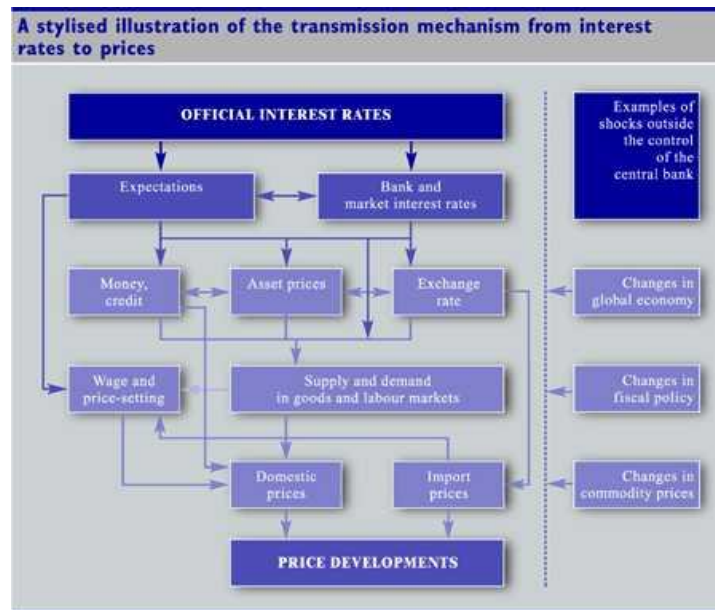 A stylised illustration of the transmission mechanism from interest
rates to prices
OFFICIAL INTEREST RATES
Examples of
shocks outside
the control
of the
central bank
Expectations
Bank and
market interest rates
Money,
credit
Asset prices
Exchange
rate
Changes in
global economy
Wage and
price-setting
Supply and demand
in goods and labour markets
Changes in
fiscal policy
Domestic
prices
Import
prices
Changes in
commodity prices
PRICE DEVELOPMENTS